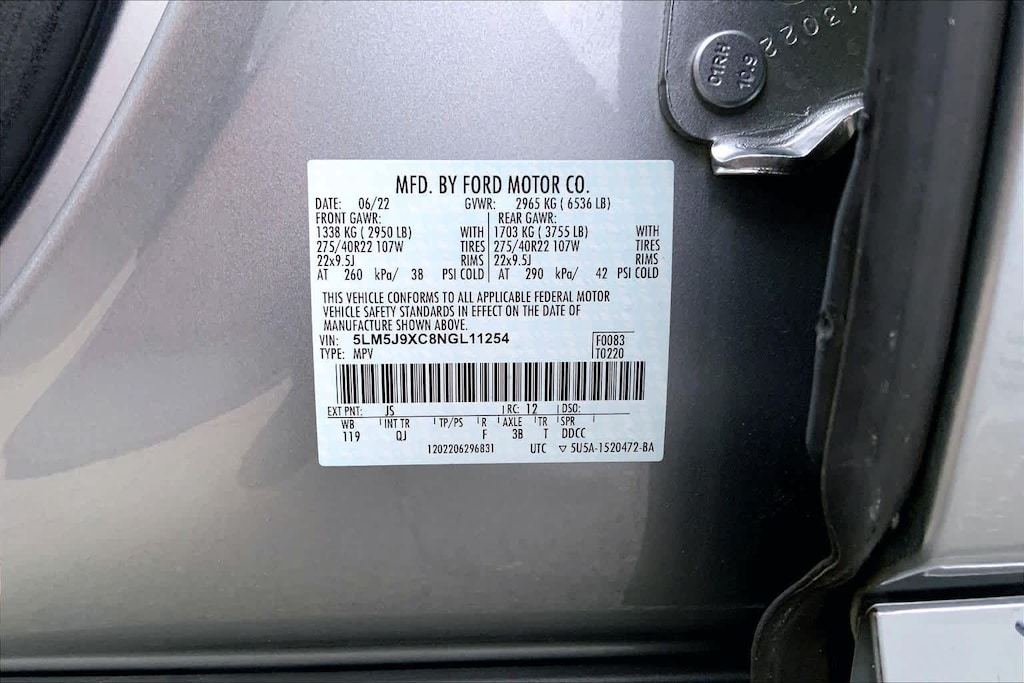 13022
01RH
10.9
MFD. BY FORD MOTOR CO.
DATE: 06/22 GVWR: 2965 KG ( 6536 LB)
FRONT GAWR: REAR GAWR:
1338 KG ( 2950 LB) WITH 1703 KG ( 3755 LB) WITH
275/40R22 107W TIRES 275/40R22 107W TIRES
22x9.5J RIMS 22x9.5J RIMS
AT 260 kPa/ 38 PSI COLD AT 290 kPa/ 42 PSI COLD
THIS VEHICLE CONFORMS TO ALL APPLICABLE FEDERAL MOTOR
VEHICLE SAFETY STANDARDS IN EFFECT ON THE DATE OF
MANUFACTURE SHOWN ABOVE.
VIN: 5LM5J9XC8NGL11254 F0083
TYPE: MPV T0220
EXT PNT: JS RC: 12 DSO:
WB INT TR TP/PS R AXLE TR SPR
119 QJ F 3B T DDCC
1202206296831 UTC ▽ 5U5A-1520472-BA